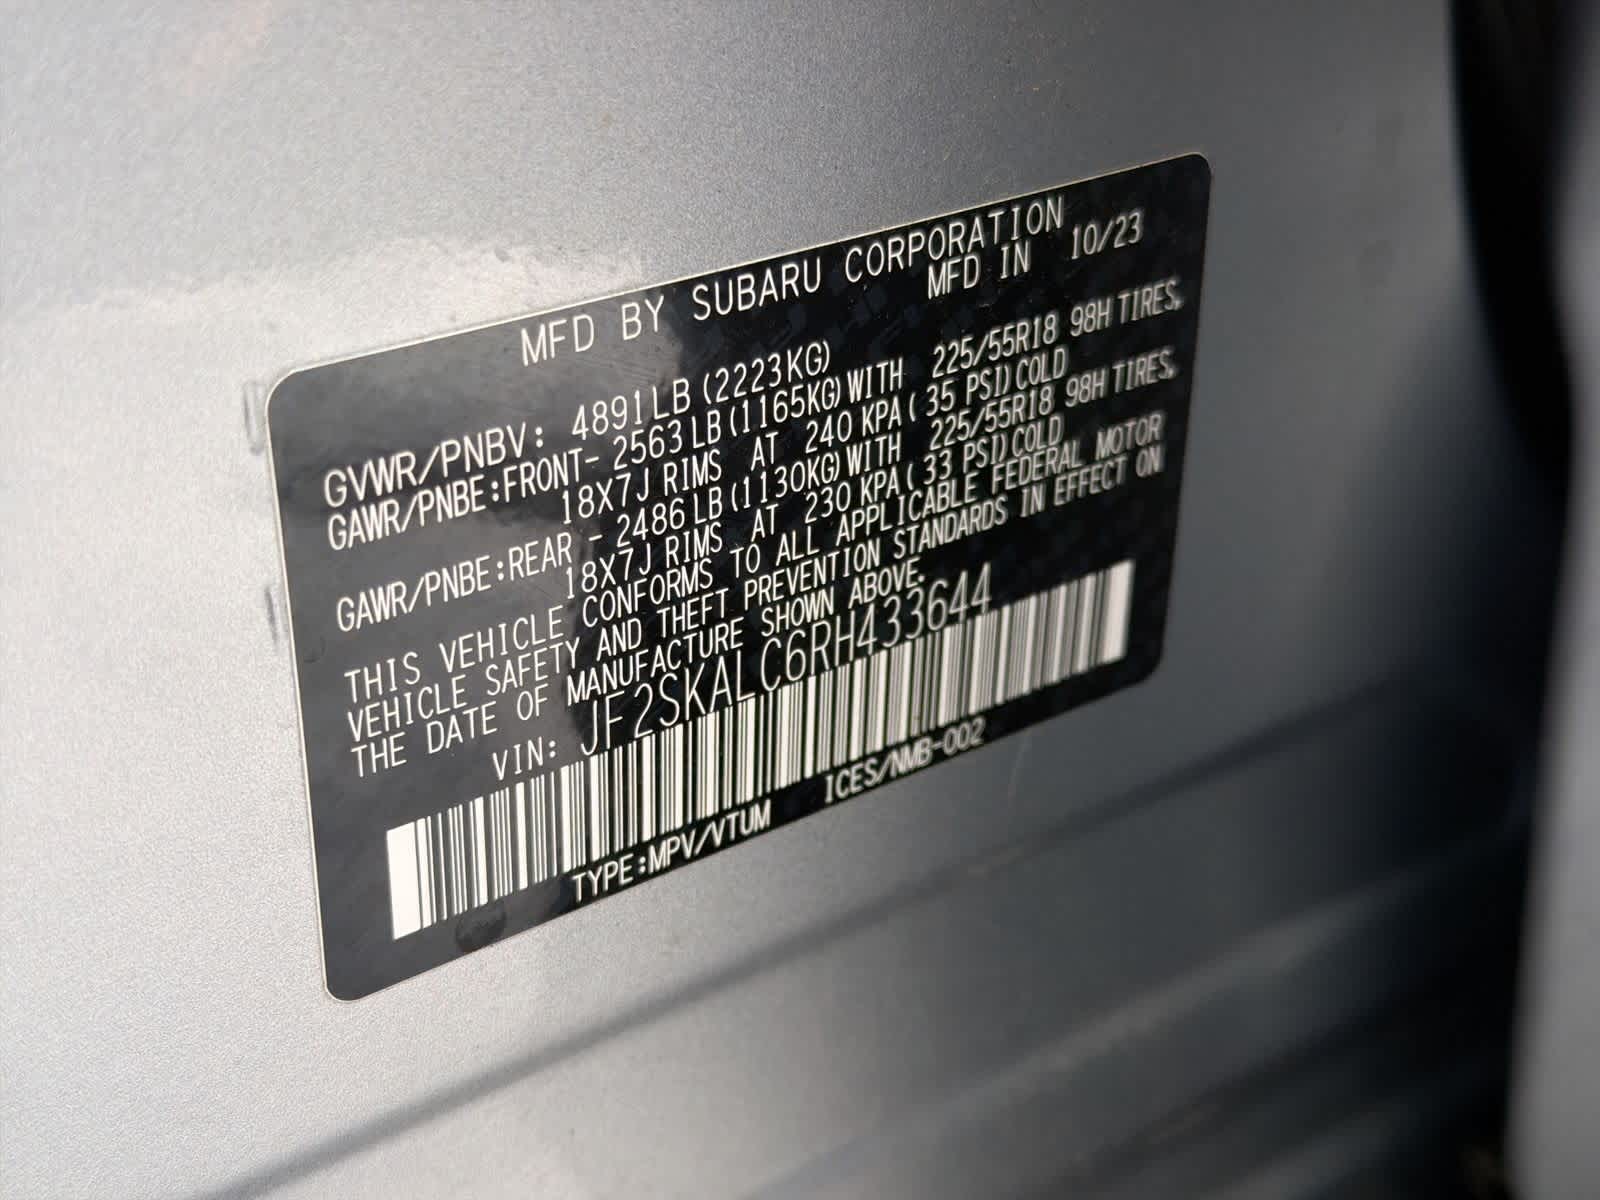 MFD BY SUBARU CORPORATION
MFD IN 10/23
GVWR/PNBV: 4891LB (2223KG)
GAWR/PNBE:FRONT- 2563LB(1165KG)WITH 225/55R18 98H TIRES,
18X7J RIMS AT 240 KPA( 35 PSI)COLD
GAWR/PNBE:REAR - 2486LB(1130KG)WITH 225/55R18 98H TIRES,
18X7J RIMS AT 230 KPA( 33 PSI)COLD
THIS VEHICLE CONFORMS TO ALL APPLICABLE FEDERAL MOTOR
VEHICLE SAFETY AND THEFT PREVENTION STANDARDS IN EFFECT ON
THE DATE OF MANUFACTURE SHOWN ABOVE.
VIN: JF2SKALC6RH433644
TYPE:MPV/VTUM ICES/NMB-002